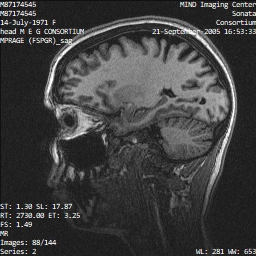 M87174545
M87174545
14-July-1971 F
head M E G CONSORTIUM
MPRAGE (FSPGR)_sag
MIND Imaging Center
Sonata
Consortium
21-September-2005 16:53:33
ST: 1.30 SL: 17.87
RT: 2730.00 ET: 3.25
FS: 1.49
MR
Images: 88/144
Series: 2
WL: 281 WW: 653